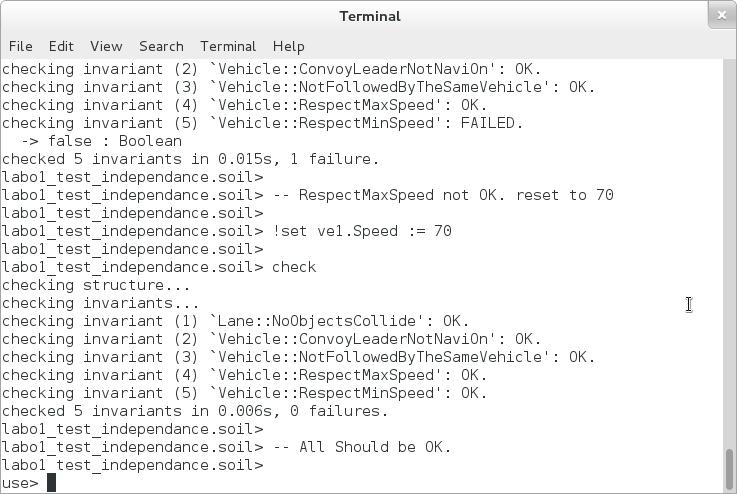 Terminal
×
File Edit View Search Terminal Help
checking invariant (2) `Vehicle::ConvoyLeaderNotNaviOn': OK.
checking invariant (3) `Vehicle::NotFollowedByTheSameVehicle': OK.
checking invariant (4) `Vehicle::RespectMaxSpeed': OK.
checking invariant (5) `Vehicle::RespectMinSpeed': FAILED.
  -> false : Boolean
checked 5 invariants in 0.015s, 1 failure.
labo1_test_independance.soil>
labo1_test_independance.soil> -- RespectMaxSpeed not OK. reset to 70
labo1_test_independance.soil>
labo1_test_independance.soil> !set ve1.Speed := 70
labo1_test_independance.soil>
labo1_test_independance.soil> check
checking structure...
checking invariants...
checking invariant (1) `Lane::NoObjectsCollide': OK.
checking invariant (2) `Vehicle::ConvoyLeaderNotNaviOn': OK.
checking invariant (3) `Vehicle::NotFollowedByTheSameVehicle': OK.
checking invariant (4) `Vehicle::RespectMaxSpeed': OK.
checking invariant (5) `Vehicle::RespectMinSpeed': OK.
checked 5 invariants in 0.006s, 0 failures.
labo1_test_independance.soil>
labo1_test_independance.soil> -- All Should be OK.
labo1_test_independance.soil>
use>